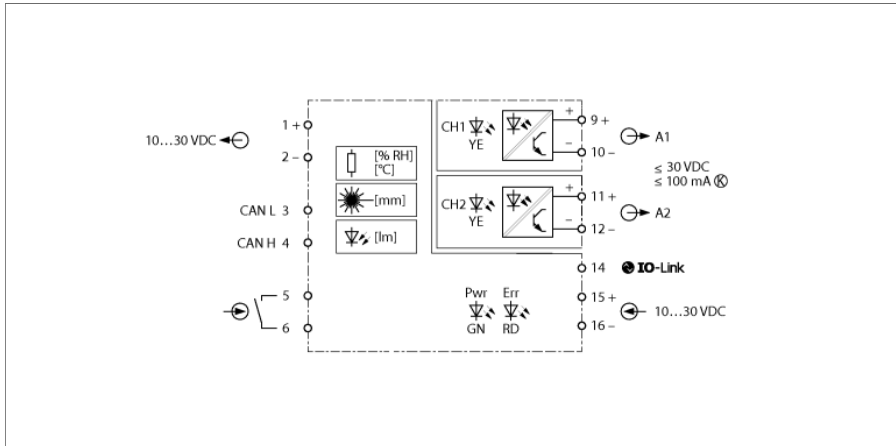 10...30 VDC
1 +
2 –
CAN L 3
CAN H 4
5
6
[% RH]
[°C]
[mm]
[lm]
CH1
YE
+
–
CH2
YE
+
–
Pwr Err
GN RD
9 +
10 –
A1
≤ 30 VDC
≤ 100 mA Ⓚ
11 +
12 –
A2
14 IO-Link
15 +
16 –
10...30 VDC